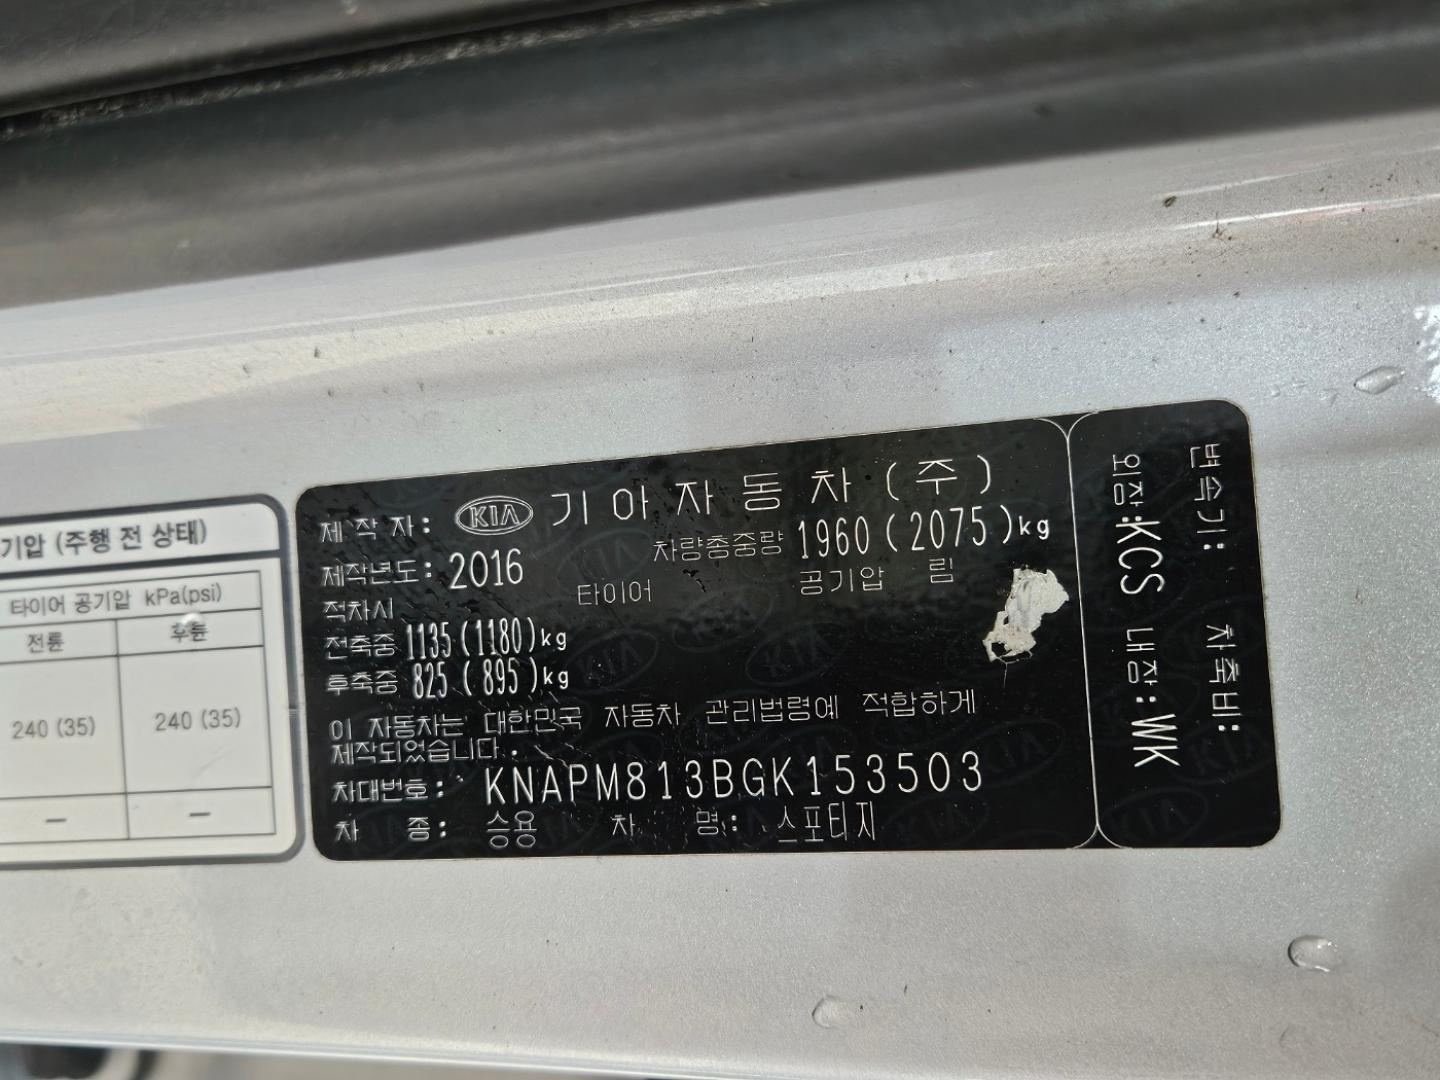 기압 (주행 전 상태)
타이어 공기압 kPa(psi)
전륜 후륜
240 (35) 240 (35)
— —
제작자: KIA 기아자동차(주)
제작년도: 2016 차량총중량 1960(2075)kg
적차시 타이어 공기압 림
전축중 1135(1180)kg
후축중 825(895)kg
이 자동차는 대한민국 자동차 관리법령에 적합하게
제작되었습니다.
차대번호: KNAPM813BGK153503
차 종: 승용 차 명: 스포티지
변속기: 차축비:
외장:KCS 내장:WK